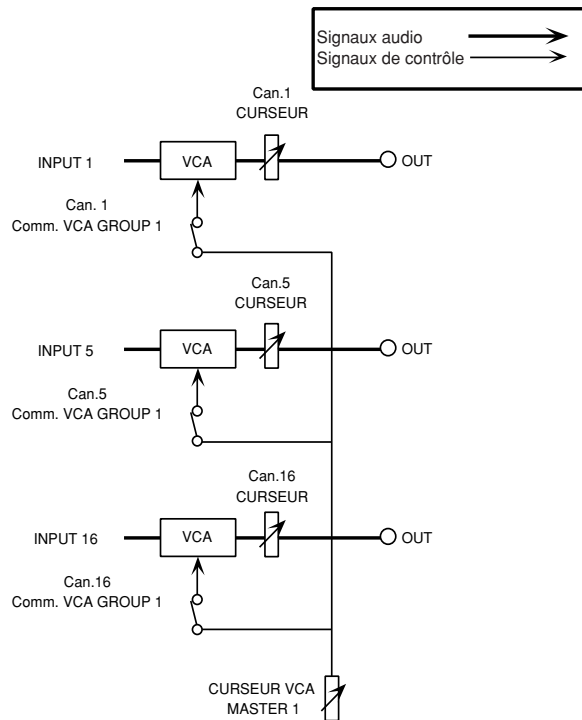 Signaux audio
Signaux de contrôle
Can.1
CURSEUR
INPUT 1
VCA
OUT
Can. 1
Comm. VCA GROUP 1
Can.5
CURSEUR
INPUT 5
VCA
OUT
Can.5
Comm. VCA GROUP 1
Can.16
CURSEUR
INPUT 16
VCA
OUT
Can.16
Comm. VCA GROUP 1
CURSEUR VCA
MASTER 1